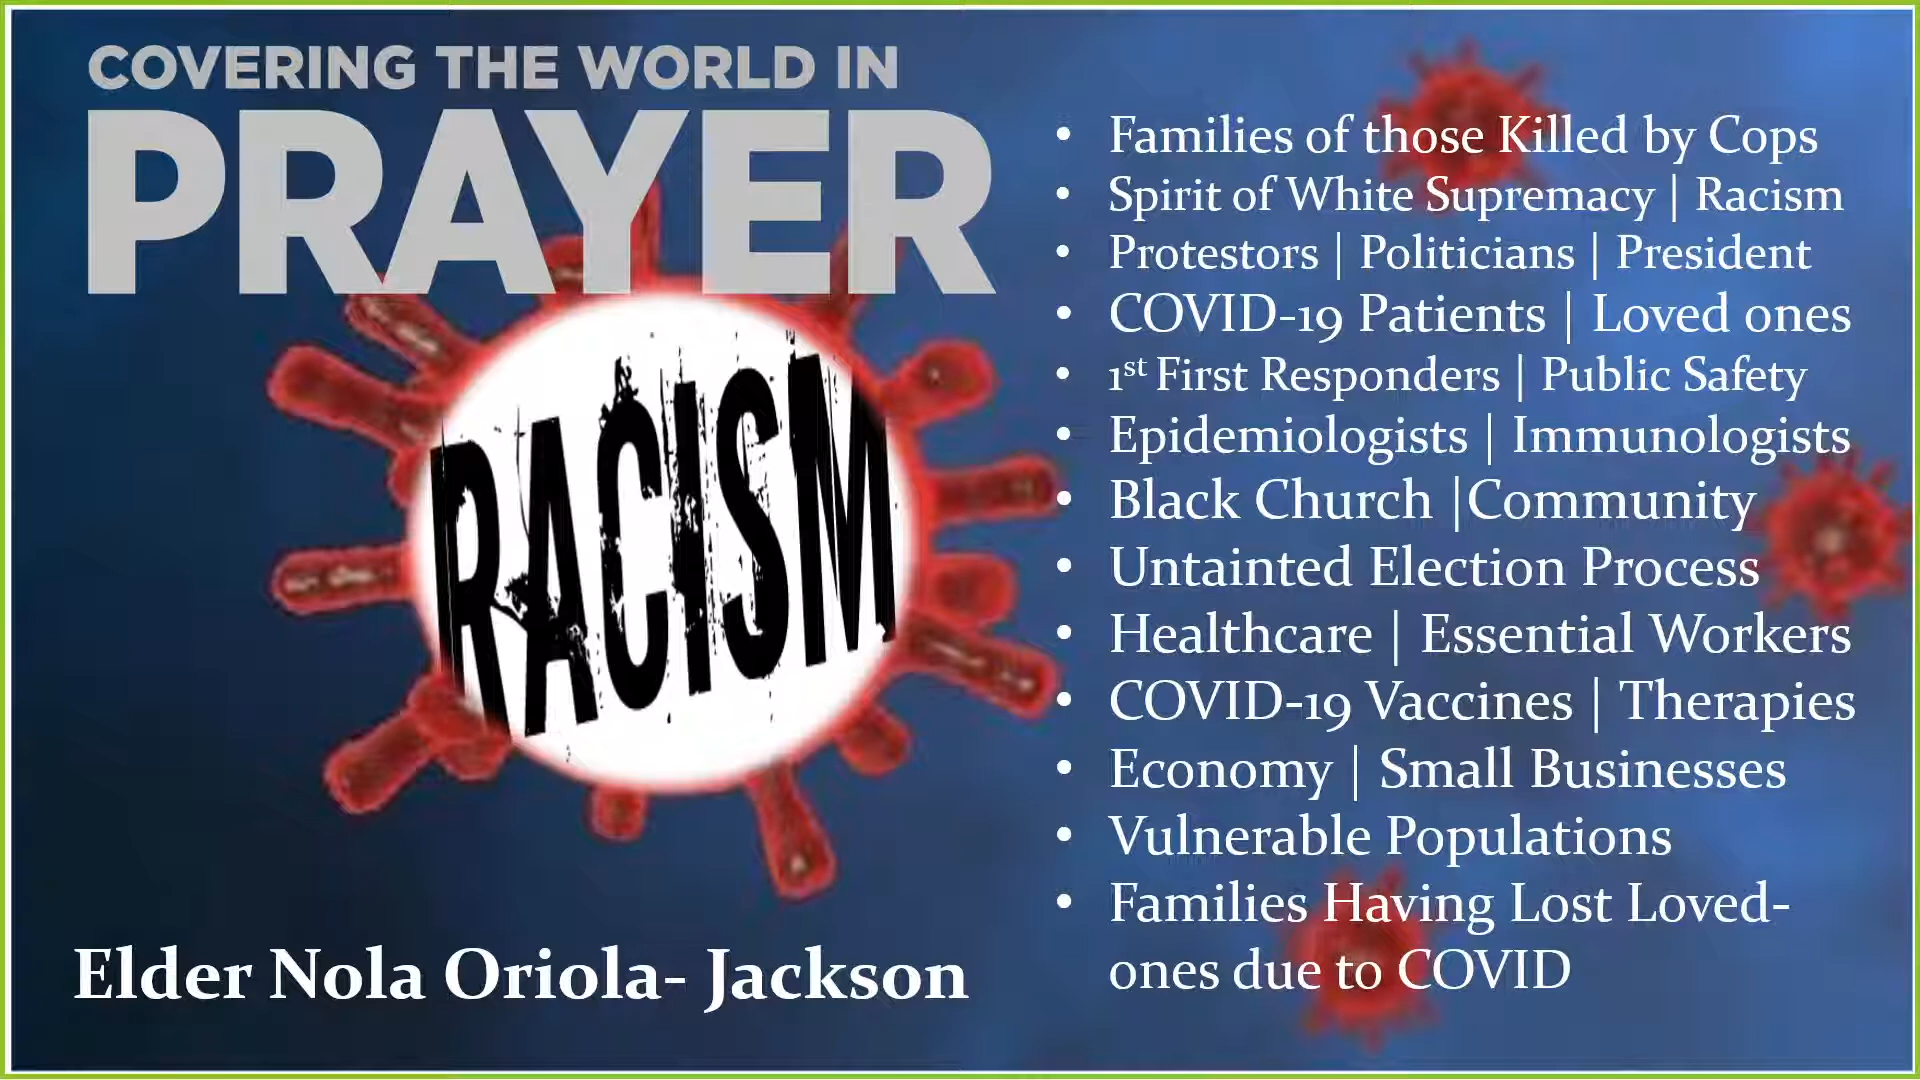 COVERING THE WORLD IN
PRAYER
RACISM
Elder Nola Oriola- Jackson
• Families of those Killed by Cops
• Spirit of White Supremacy | Racism
• Protestors | Politicians | President
• COVID-19 Patients | Loved ones
• 1st First Responders | Public Safety
• Epidemiologists | Immunologists
• Black Church |Community
• Untainted Election Process
• Healthcare | Essential Workers
• COVID-19 Vaccines | Therapies
• Economy | Small Businesses
• Vulnerable Populations
• Families Having Lost Loved-
ones due to COVID